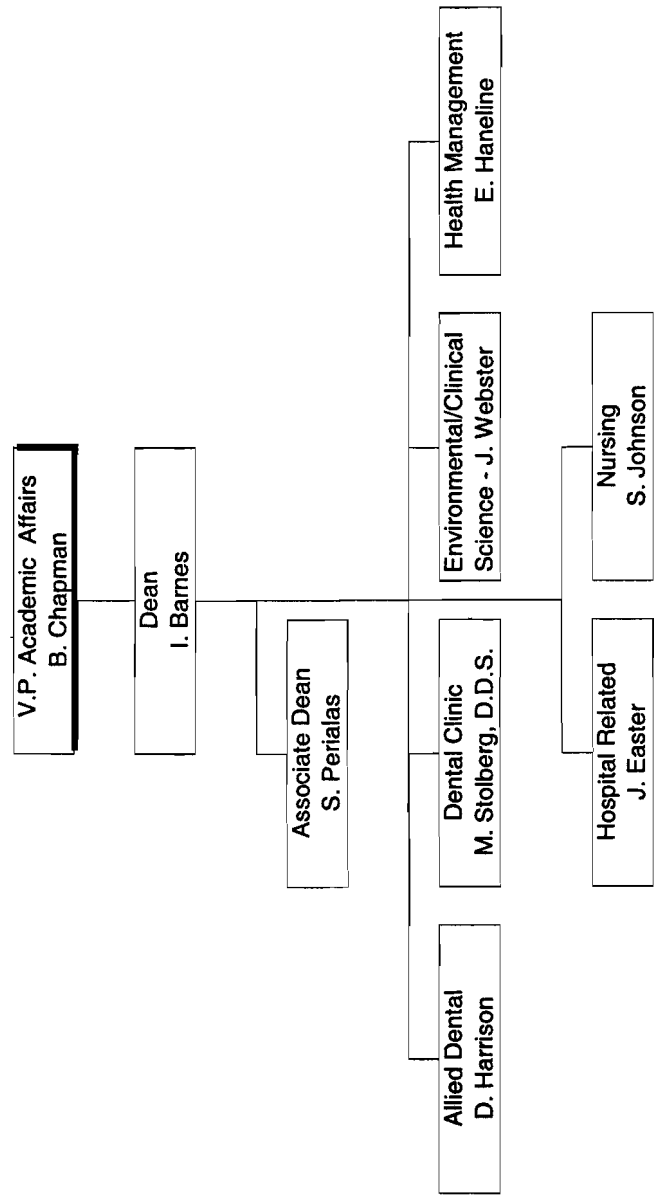 V.P. Academic Affairs
B. Chapman
Dean
I. Barnes
Associate Dean
S. Perialas
Allied Dental
D. Harrison
Dental Clinic
M. Stolberg, D.D.S.
Environmental/Clinical
Science - J. Webster
Health Management
E. Haneline
Hospital Related
J. Easter
Nursing
S. Johnson